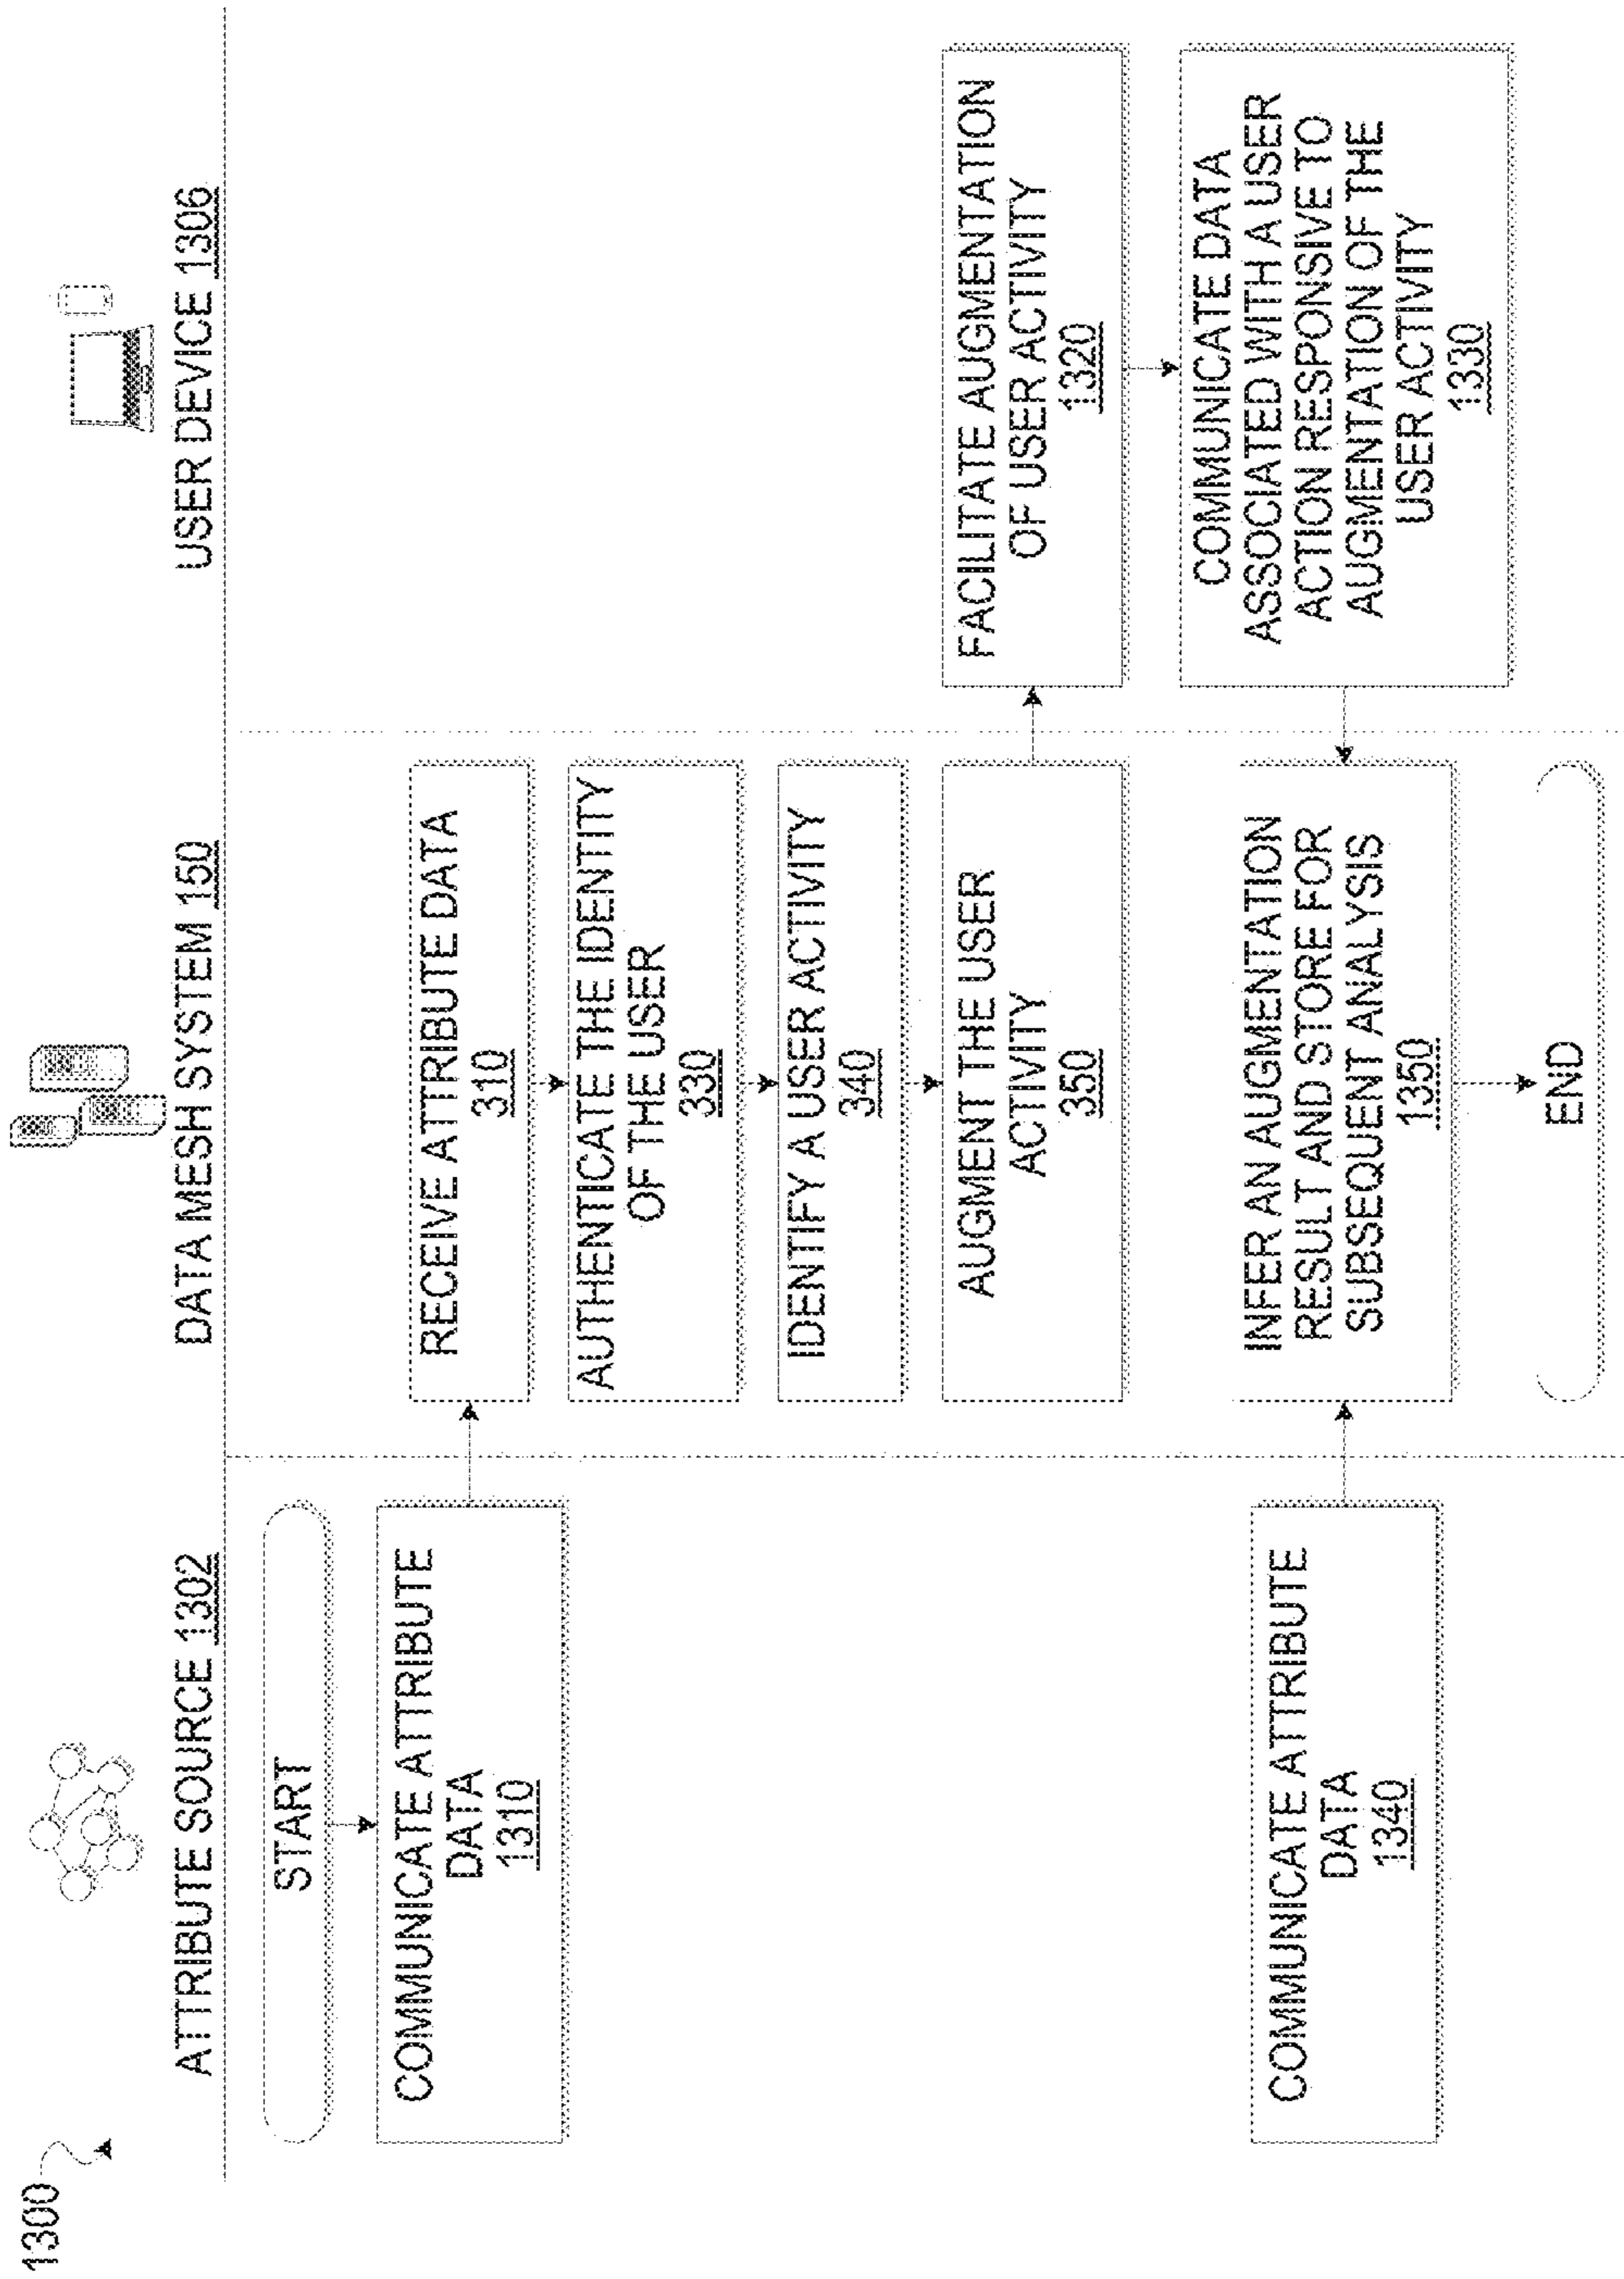 1300
ATTRIBUTE SOURCE 1302
DATA MESH SYSTEM 150
USER DEVICE 1306
START
COMMUNICATE ATTRIBUTE
DATA
1310
RECEIVE ATTRIBUTE DATA
310
AUTHENTICATE THE IDENTITY
OF THE USER
330
IDENTIFY A USER ACTIVITY
340
AUGMENT THE USER
ACTIVITY
350
FACILITATE AUGMENTATION
OF USER ACTIVITY
1320
COMMUNICATE DATA
ASSOCIATED WITH A USER
ACTION RESPONSIVE TO
AUGMENTATION OF THE
USER ACTIVITY
1330
COMMUNICATE ATTRIBUTE
DATA
1340
INFER AN AUGMENTATION
RESULT AND STORE FOR
SUBSEQUENT ANALYSIS
1350
END